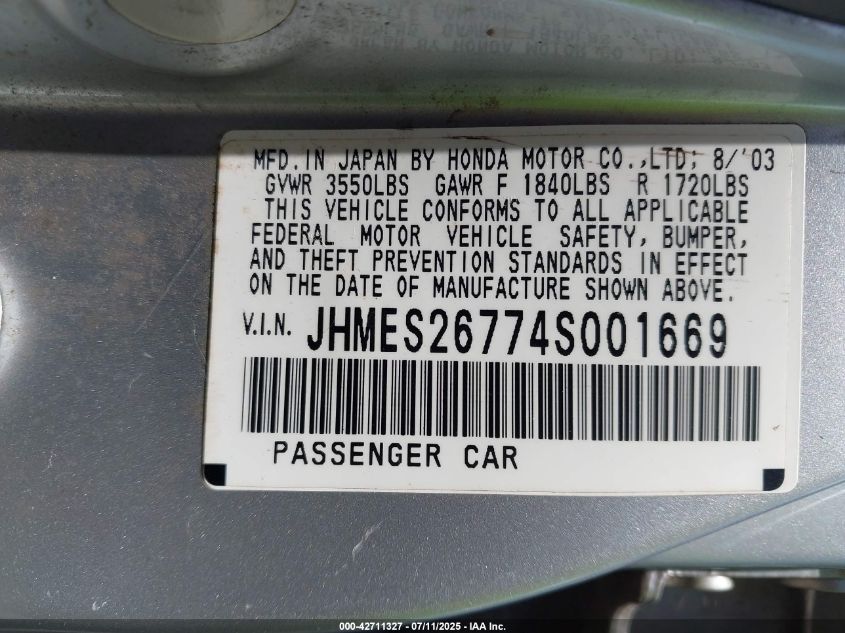 MFD. IN JAPAN BY HONDA MOTOR CO.,LTD; 8/'03
GVWR 3550LBS GAWR F 1840LBS R 1720LBS
THIS VEHICLE CONFORMS TO ALL APPLICABLE
FEDERAL MOTOR VEHICLE SAFETY, BUMPER,
AND THEFT PREVENTION STANDARDS IN EFFECT
ON THE DATE OF MANUFACTURE SHOWN ABOVE.
V.I.N. JHMES26774S001669
PASSENGER CAR
000-42711327 / 07/11/2025 - IAA Inc.